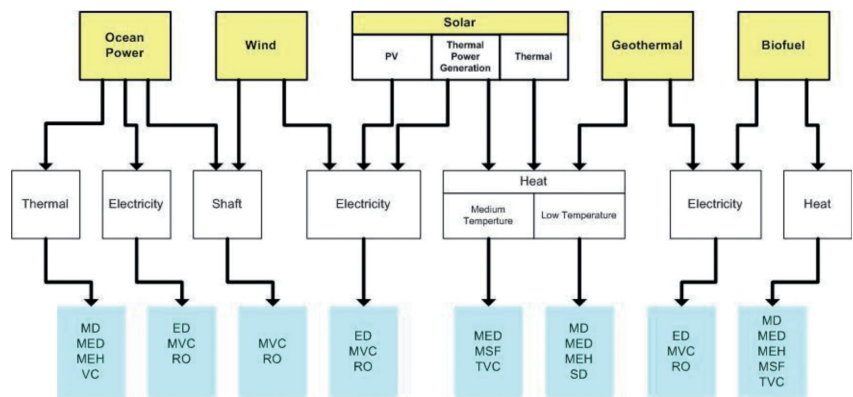 Ocean
Power
Wind
Solar
PV
Thermal
Power
Generation
Thermal
Geothermal
Biofuel
Thermal
Electricity
Shaft
Electricity
Heat
Medium
Temperture
Low Temperature
Electricity
Heat
MD
MED
MEH
VC
ED
MVC
RO
MVC
RO
ED
MVC
RO
MED
MSF
TVC
MD
MED
MEH
SD
ED
MVC
RO
MD
MED
MEH
MSF
TVC